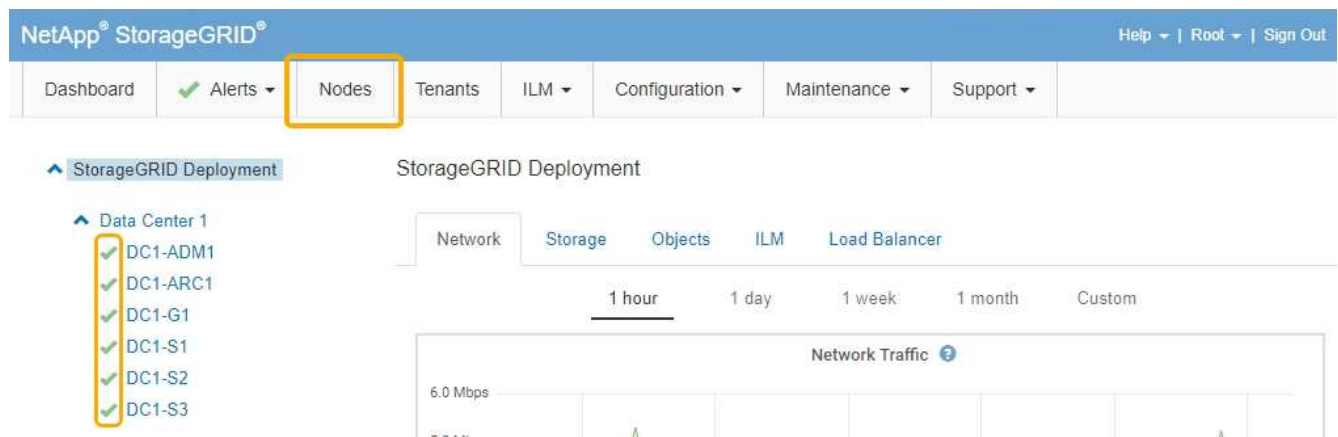 NetApp® StorageGRID®
Help | Root | Sign Out
Dashboard Alerts Nodes Tenants ILM Configuration Maintenance Support
StorageGRID Deployment
StorageGRID Deployment
Data Center 1
Network Storage Objects ILM Load Balancer
DC1-ADM1
DC1-ARC1
1 hour 1 day 1 week 1 month Custom
DC1-G1
DC1-S1
Network Traffic ?
DC1-S2
6.0 Mbps
DC1-S3